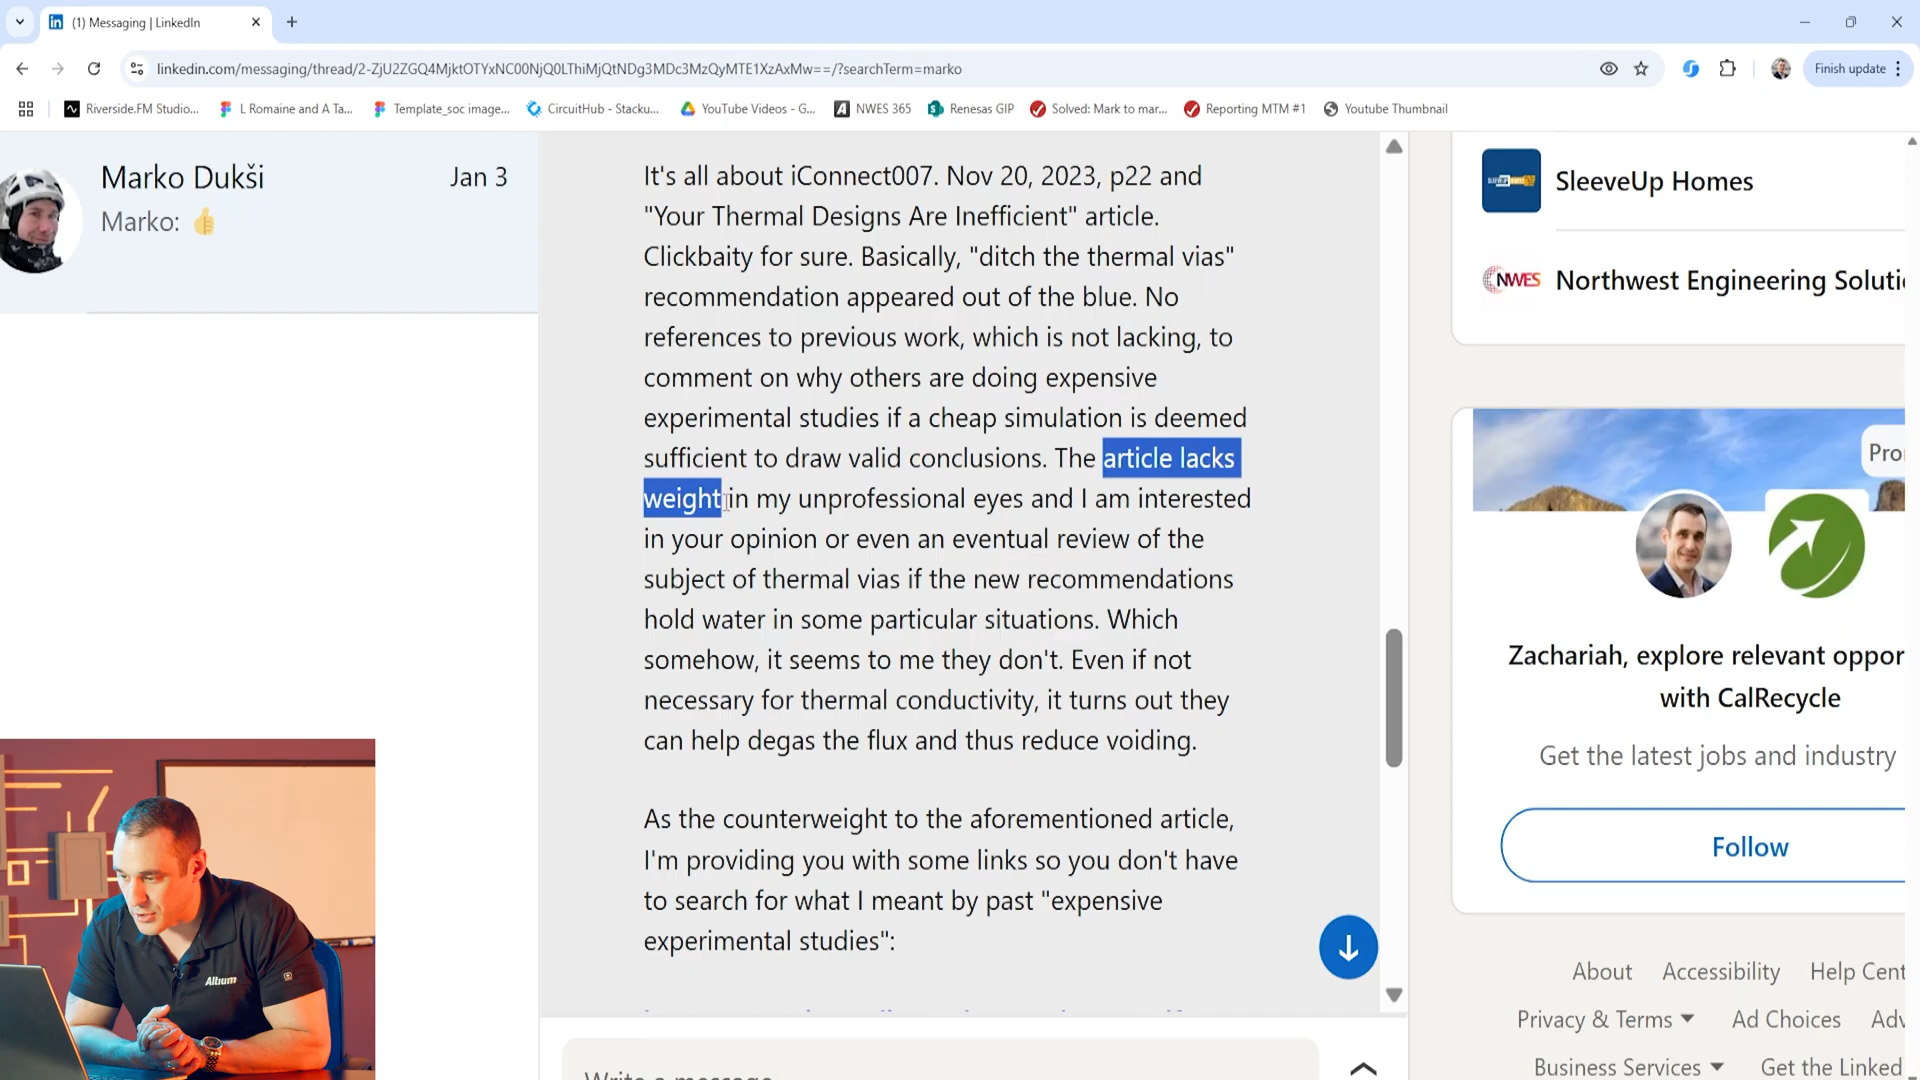 (1) Messaging | LinkedIn
linkedin.com/messaging/thread/2-ZjU2ZGQ4MjktOTYxNC00NjQ0LThiMjQtNDg3MDc3MzQyMTE1XzAxMw==/?searchTerm=marko
Finish update
Riverside.FM Studio...
L Romaine and A Ta...
Template_soc image...
CircuitHub - Stacku...
YouTube Videos - G...
NWES 365
Renesas GIP
Solved: Mark to mar...
Reporting MTM #1
Youtube Thumbnail
Marko Dukši
Jan 3
Marko: 👍
It's all about iConnect007. Nov 20, 2023, p22 and
"Your Thermal Designs Are Inefficient" article.
Clickbaity for sure. Basically, "ditch the thermal vias"
recommendation appeared out of the blue. No
references to previous work, which is not lacking, to
comment on why others are doing expensive
experimental studies if a cheap simulation is deemed
sufficient to draw valid conclusions. The article lacks
weight in my unprofessional eyes and I am interested
in your opinion or even an eventual review of the
subject of thermal vias if the new recommendations
hold water in some particular situations. Which
somehow, it seems to me they don't. Even if not
necessary for thermal conductivity, it turns out they
can help degas the flux and thus reduce voiding.
As the counterweight to the aforementioned article,
I'm providing you with some links so you don't have
to search for what I meant by past "expensive
experimental studies":
Write a message
SleeveUp Homes
NWES
Northwest Engineering Soluti
Pro
Zachariah, explore relevant oppor
with CalRecycle
Get the latest jobs and industry
Follow
About
Accessibility
Help Cent
Privacy & Terms
Ad Choices
Adv
Business Services
Get the Linked
Altium